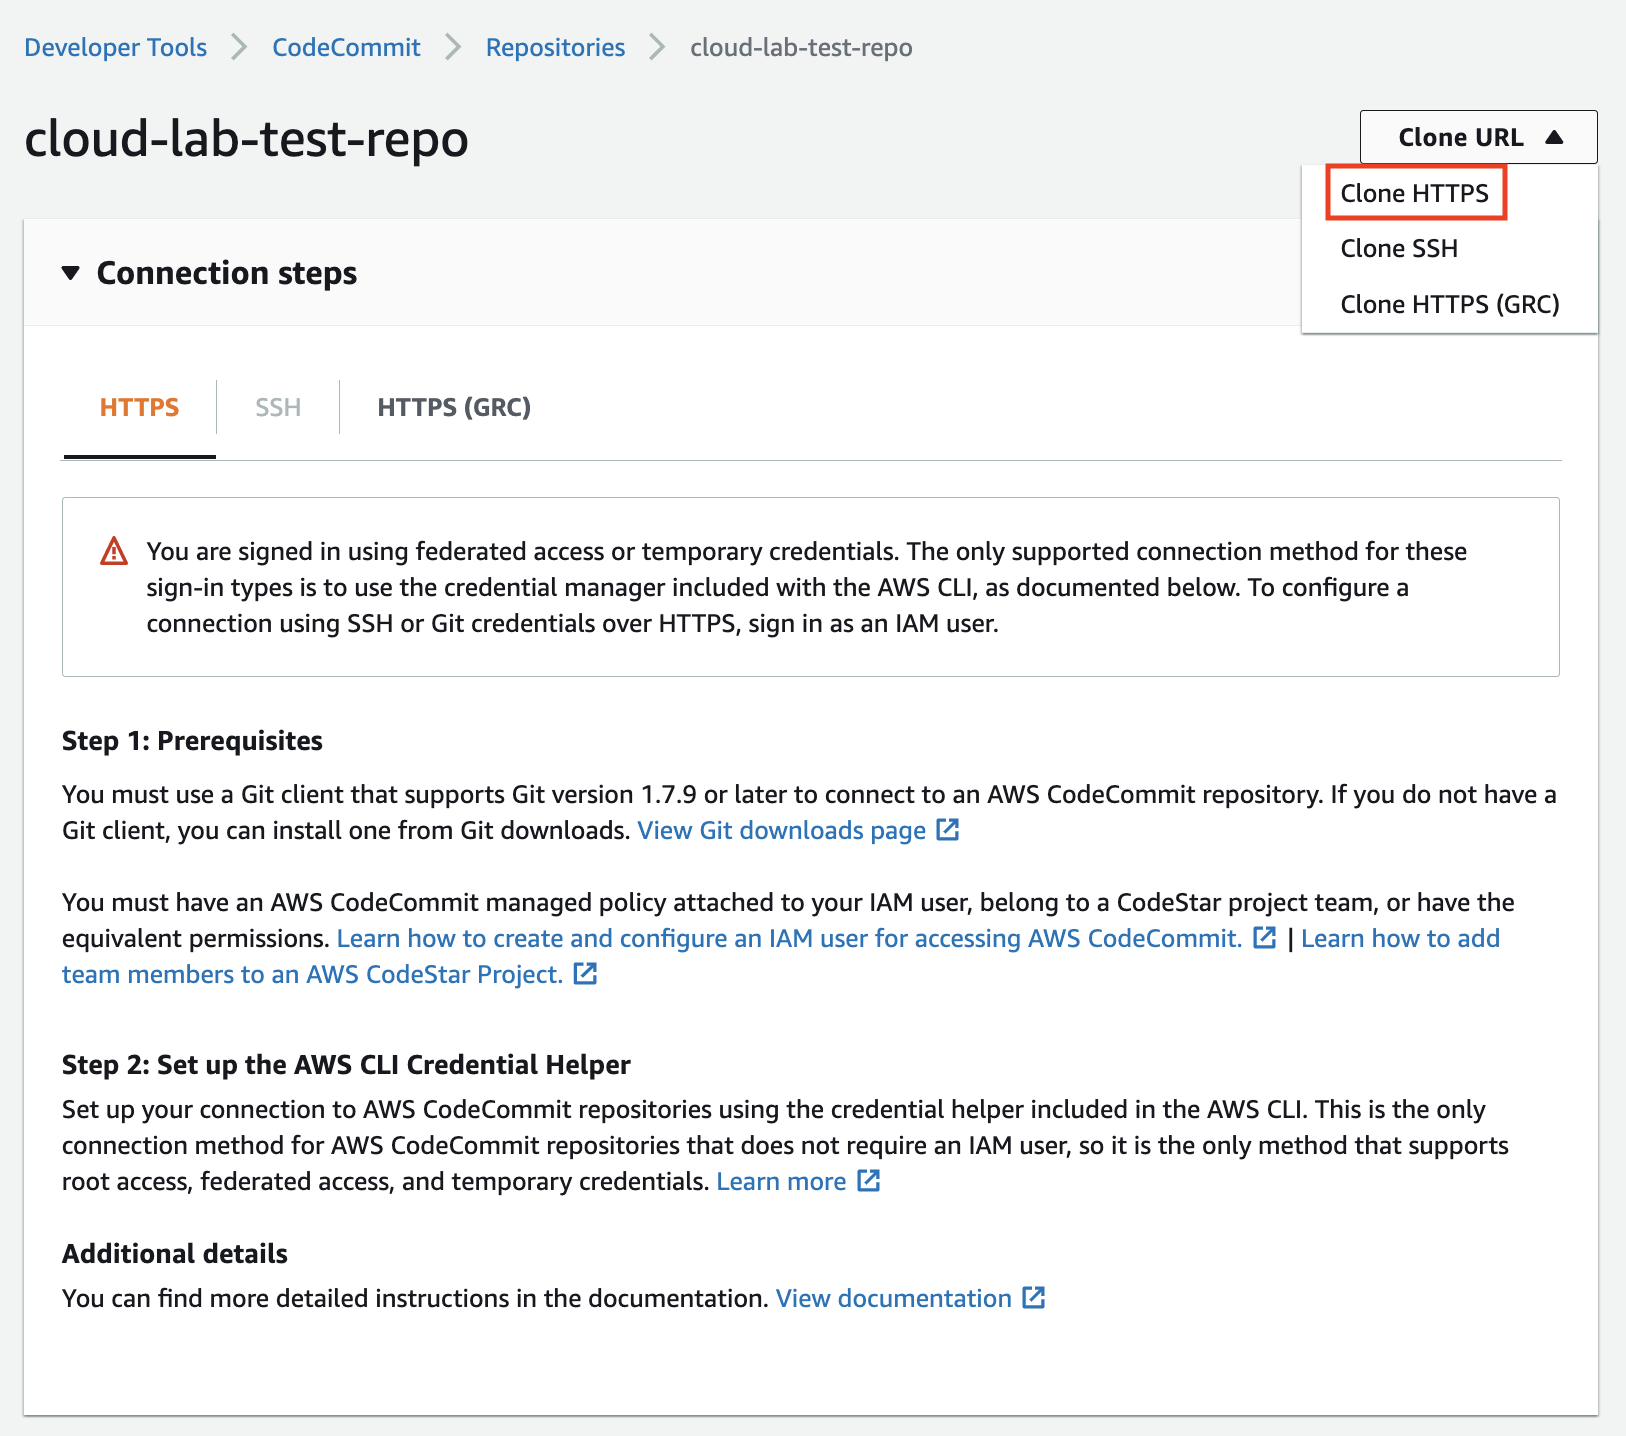 Developer Tools > CodeCommit > Repositories > cloud-lab-test-repo
cloud-lab-test-repo
Clone URL
Clone HTTPS
Clone SSH
Clone HTTPS (GRC)
Connection steps
HTTPS
SSH
HTTPS (GRC)
You are signed in using federated access or temporary credentials. The only supported connection method for these
sign-in types is to use the credential manager included with the AWS CLI, as documented below. To configure a
connection using SSH or Git credentials over HTTPS, sign in as an IAM user.
Step 1: Prerequisites
You must use a Git client that supports Git version 1.7.9 or later to connect to an AWS CodeCommit repository. If you do not have a
Git client, you can install one from Git downloads. View Git downloads page
You must have an AWS CodeCommit managed policy attached to your IAM user, belong to a CodeStar project team, or have the
equivalent permissions. Learn how to create and configure an IAM user for accessing AWS CodeCommit. | Learn how to add
team members to an AWS CodeStar Project.
Step 2: Set up the AWS CLI Credential Helper
Set up your connection to AWS CodeCommit repositories using the credential helper included in the AWS CLI. This is the only
connection method for AWS CodeCommit repositories that does not require an IAM user, so it is the only method that supports
root access, federated access, and temporary credentials. Learn more
Additional details
You can find more detailed instructions in the documentation. View documentation